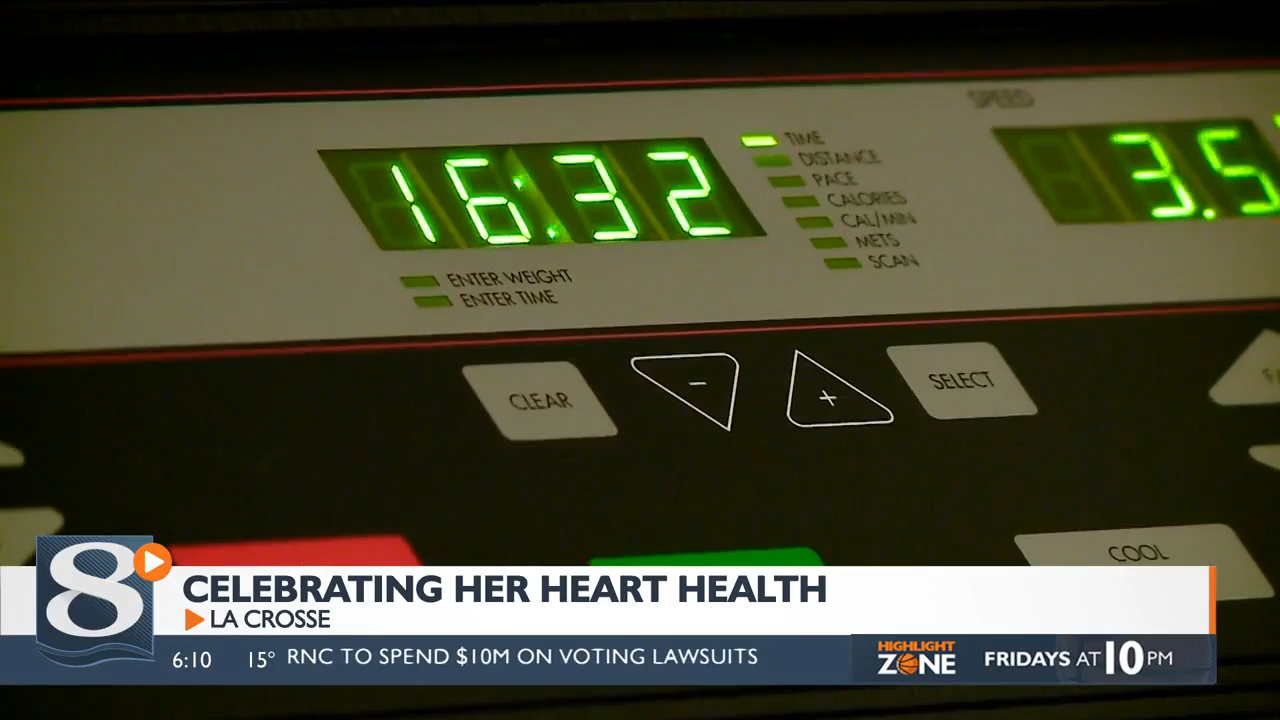 SPEED
16:32
3.5
TIME
DISTANCE
PACE
CALORIES
CAL/MIN
METS
SCAN
ENTER WEIGHT
ENTER TIME
CLEAR
-
+
SELECT
COOL
8
CELEBRATING HER HEART HEALTH
LA CROSSE
6:10 15° RNC TO SPEND $10M ON VOTING LAWSUITS
HIGHLIGHT
ZONE
FRIDAYS AT 10 PM